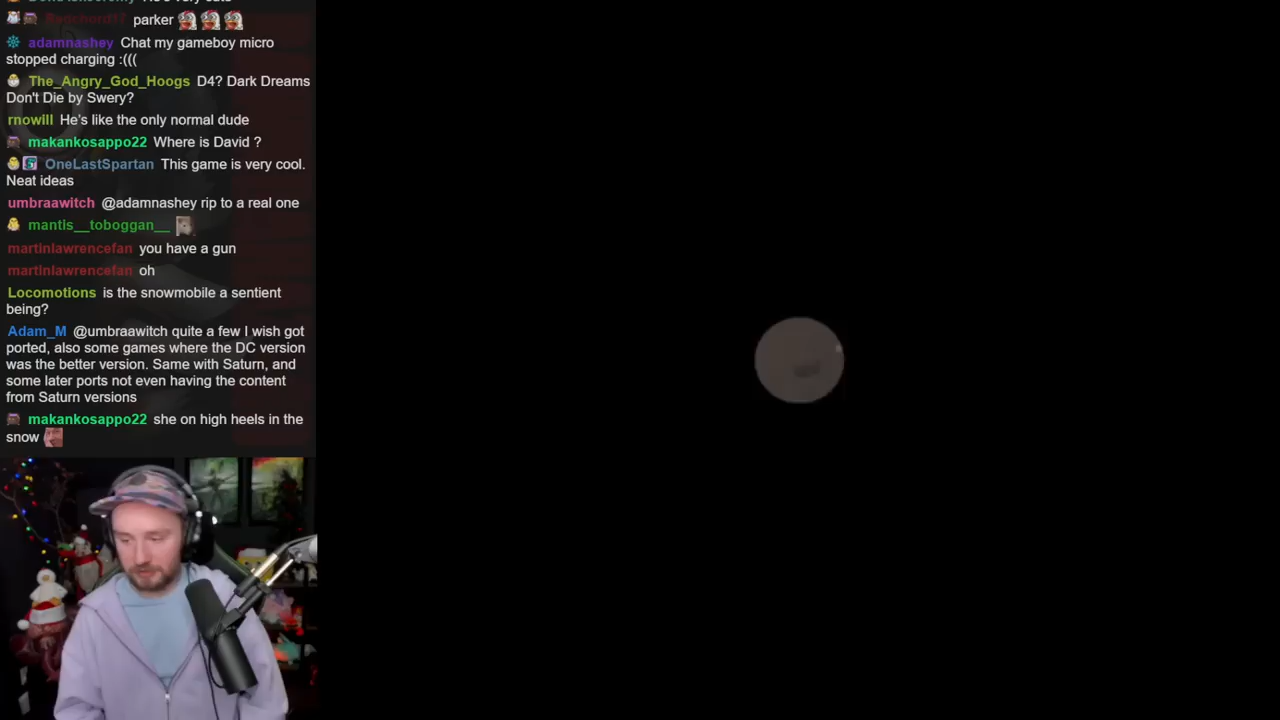 parker
adamnashey Chat my gameboy micro
stopped charging :(((
The_Angry_God_Hoogs D4? Dark Dreams
Don't Die by Swery?
rnowill He's like the only normal dude
makankosappo22 Where is David ?
OneLastSpartan This game is very cool.
Neat ideas
umbraawitch @adamnashey rip to a real one
mantis__toboggan__
martinlawrencefan you have a gun
martinlawrencefan oh
Locomotions is the snowmobile a sentient
being?
Adam_M @umbraawitch quite a few I wish got
ported, also some games where the DC version
was the better version. Same with Saturn, and
some later ports not even having the content
from Saturn versions
makankosappo22 she on high heels in the
snow